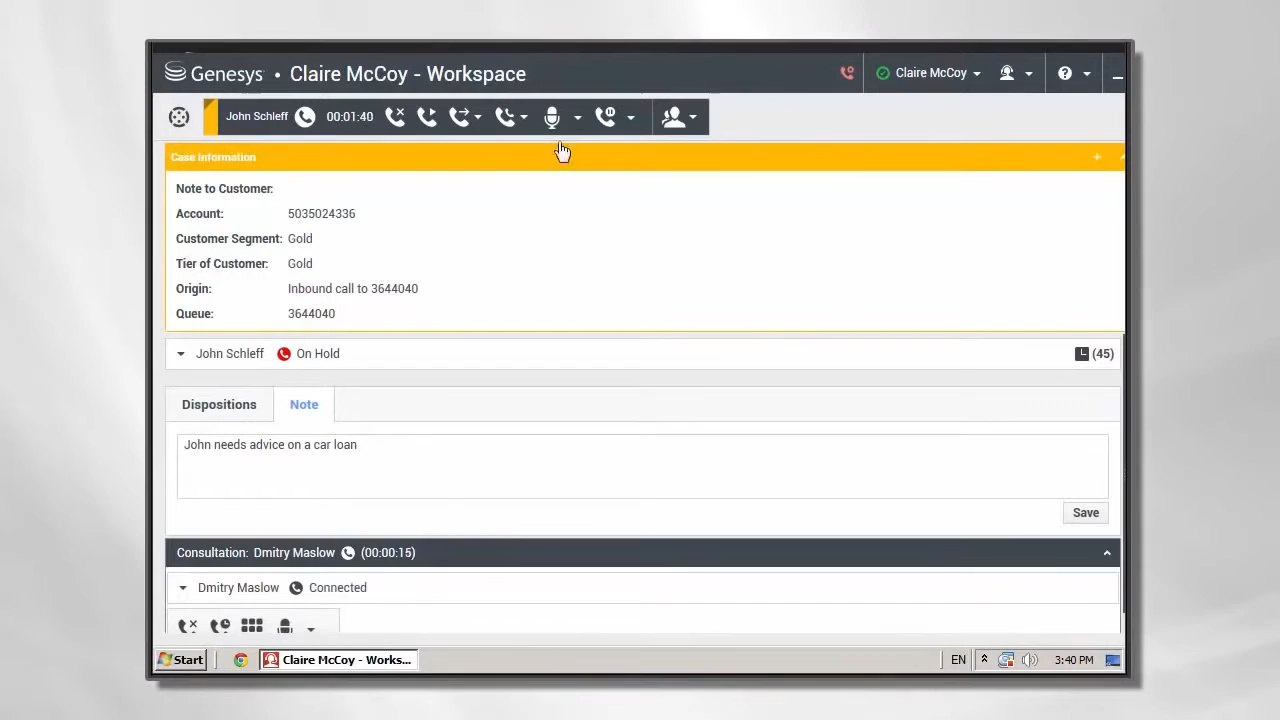 Genesys • Claire McCoy - Workspace
Claire McCoy
John Schleff 00:01:40
Case Information
Note to Customer:
Account: 5035024336
Customer Segment: Gold
Tier of Customer: Gold
Origin: Inbound call to 3644040
Queue: 3644040
John Schleff On Hold (45)
Dispositions Note
John needs advice on a car loan
Save
Consultation: Dmitry Maslow (00:00:15)
Dmitry Maslow Connected
Start Claire McCoy - Works... EN 3:40 PM